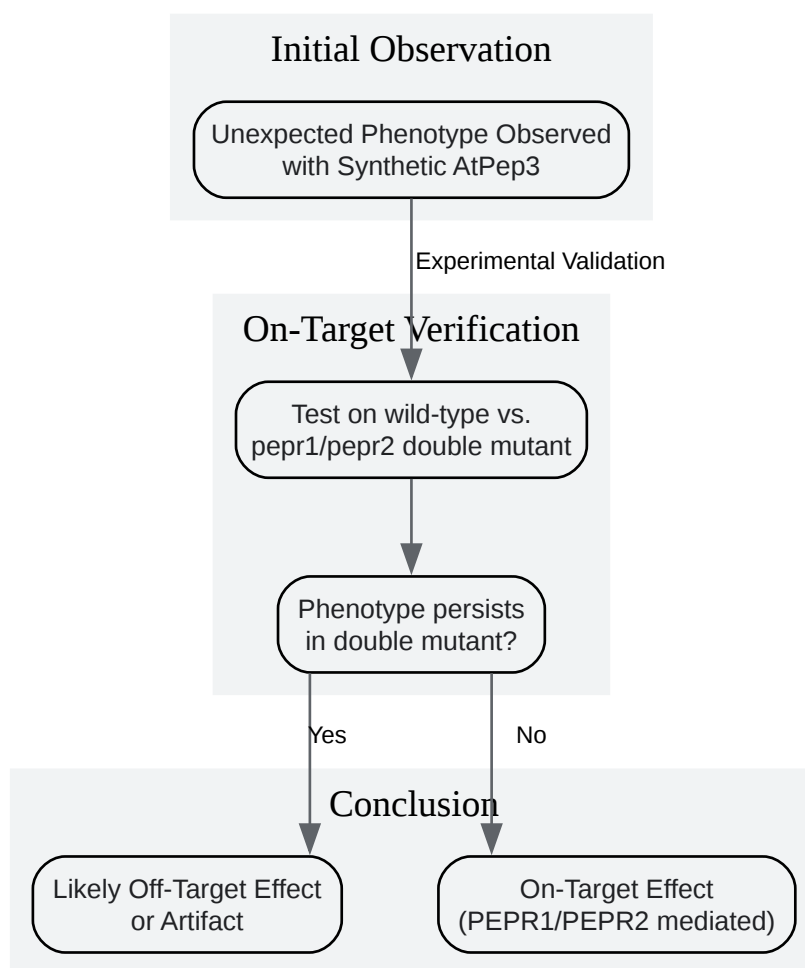 Initial Observation
Unexpected Phenotype Observed
with Synthetic AtPep3
Experimental Validation
On-Target Verification
Test on wild-type vs.
pepr1/pepr2 double mutant
Phenotype persists
in double mutant?
Yes
No
Conclusion
Likely Off-Target Effect
or Artifact
On-Target Effect
(PEPR1/PEPR2 mediated)